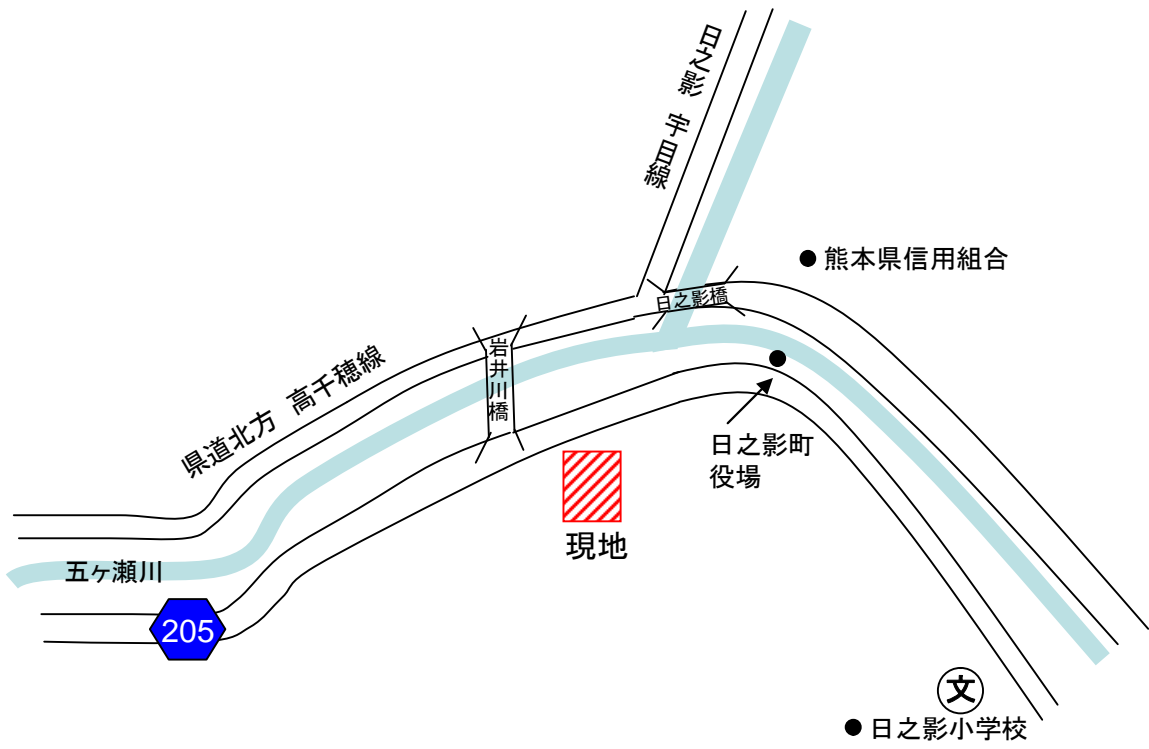 日之影 宇目線
熊本県信用組合
日之影橋
岩井川橋
県道北方 高千穂線
日之影町
役場
現地
五ヶ瀬川
205
文
日之影小学校